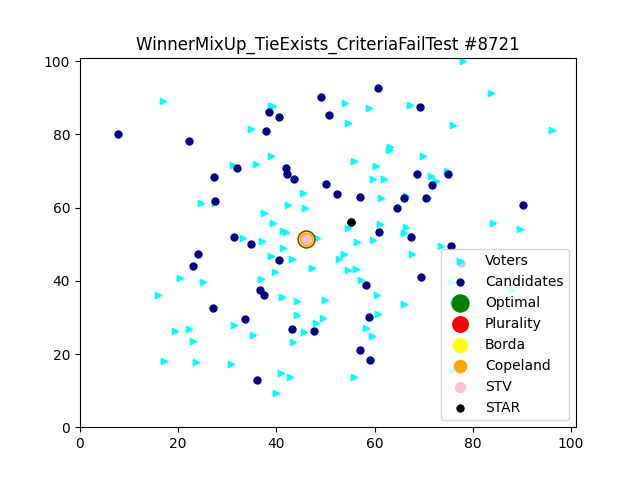 WinnerMixUp_TieExists_CriteriaFailTest #8721
100
80
60
40
20
0
0 20 40 60 80 100
Voters
Candidates
Optimal
Plurality
Borda
Copeland
STV
STAR